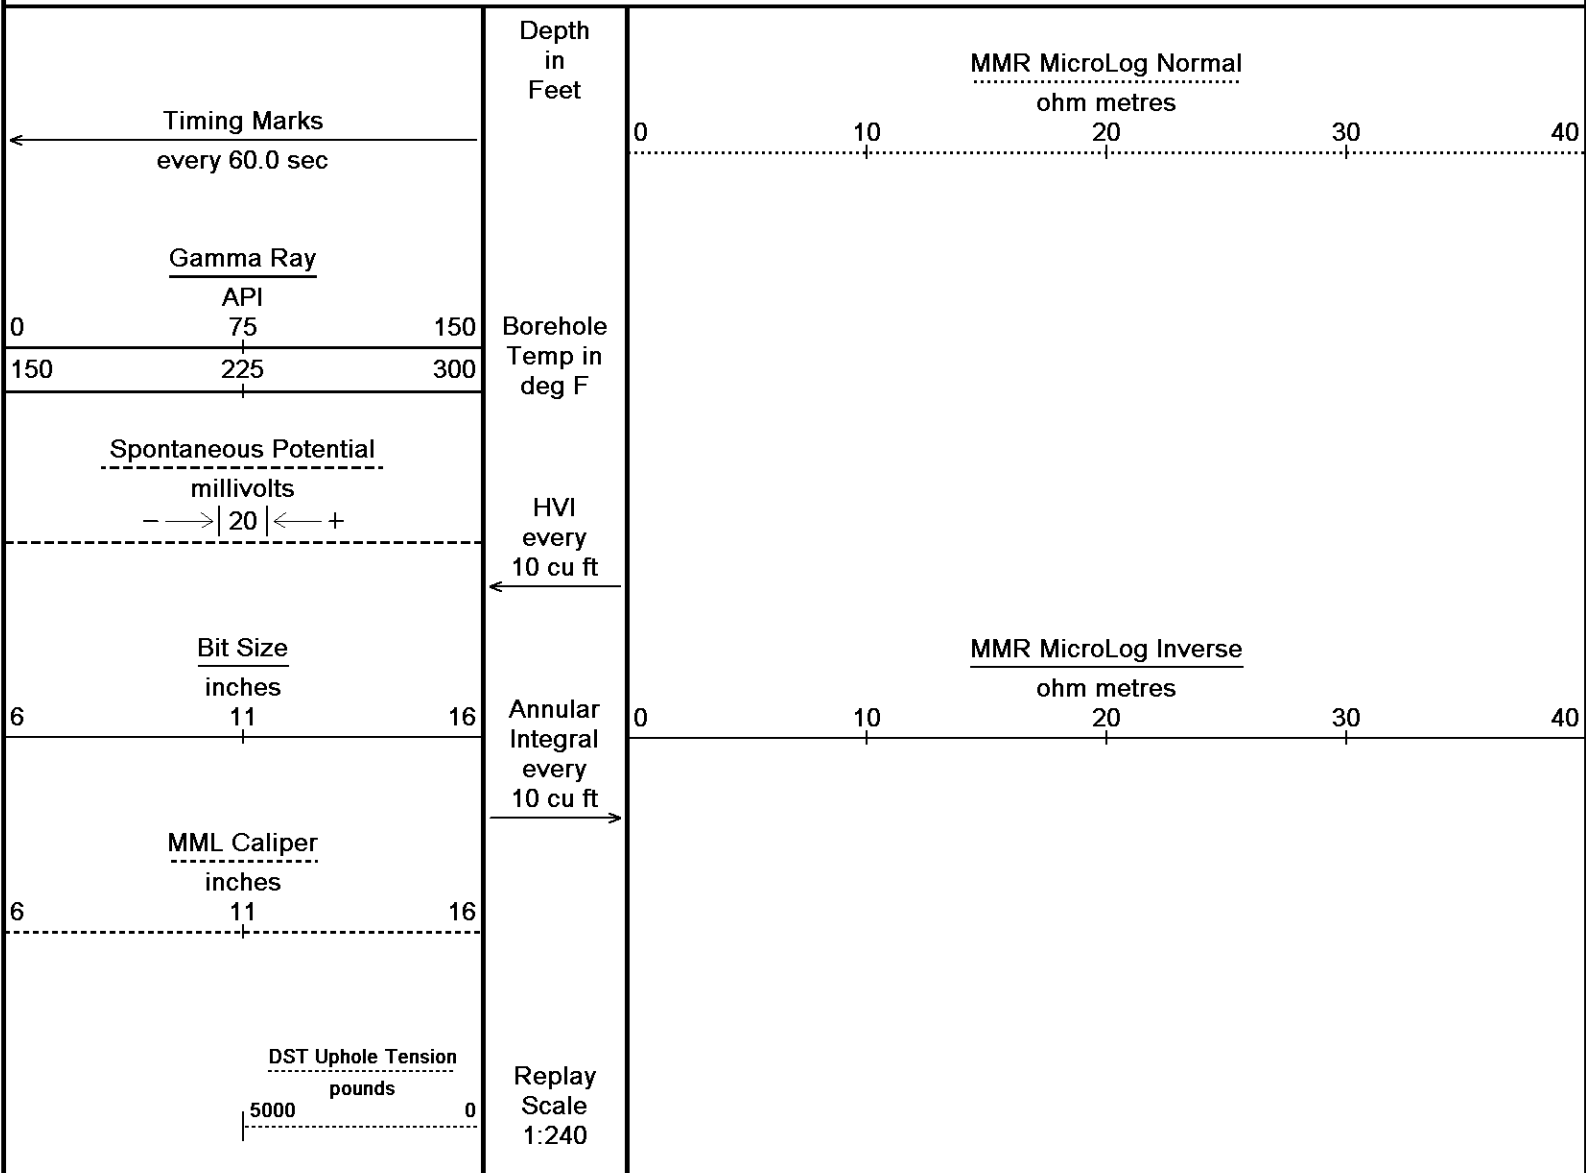 Timing Marks
every 60.0 sec
Gamma Ray
API
0 75 150
150 225 300
Spontaneous Potential
millivolts
− 20 +
Bit Size
inches
6 11 16
MML Caliper
inches
6 11 16
DST Uphole Tension
pounds
5000 0
Depth
in
Feet
Borehole
Temp in
deg F
HVI
every
10 cu ft
Annular
Integral
every
10 cu ft
Replay
Scale
1:240
MMR MicroLog Normal
ohm metres
0 10 20 30 40
MMR MicroLog Inverse
ohm metres
0 10 20 30 40